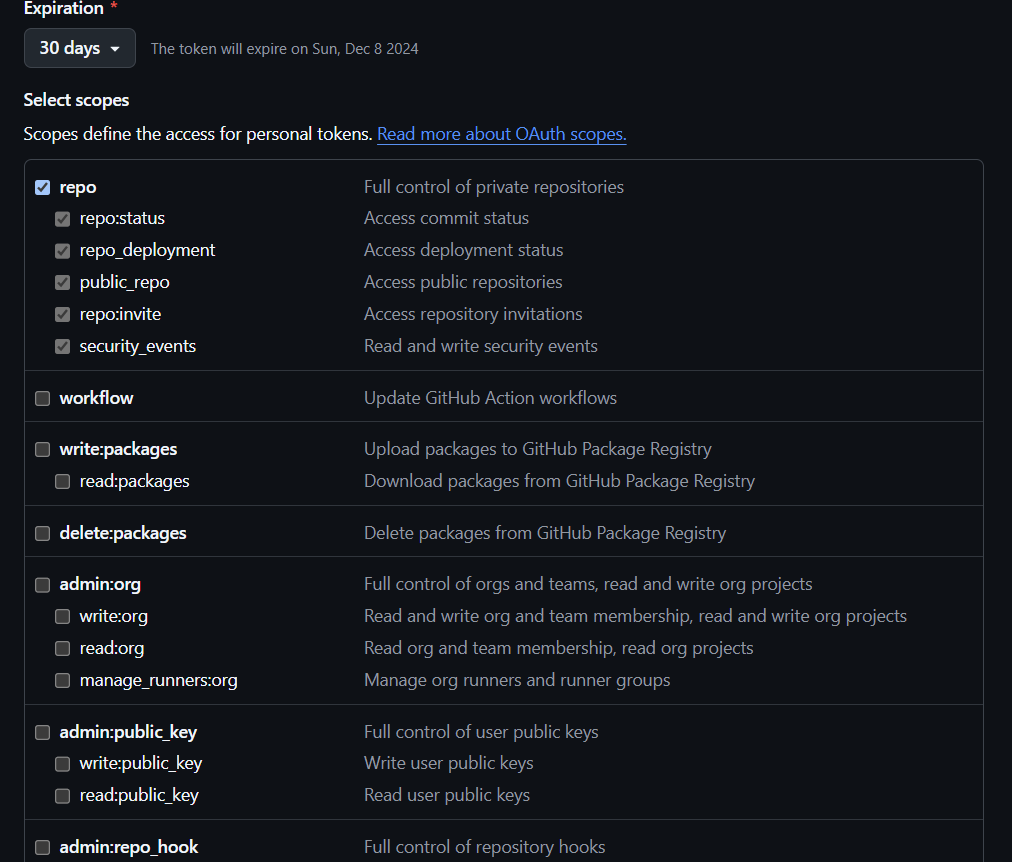 Expiration *
30 days The token will expire on Sun, Dec 8 2024
Select scopes
Scopes define the access for personal tokens. Read more about OAuth scopes.
repo Full control of private repositories
repo:status Access commit status
repo_deployment Access deployment status
public_repo Access public repositories
repo:invite Access repository invitations
security_events Read and write security events
workflow Update GitHub Action workflows
write:packages Upload packages to GitHub Package Registry
read:packages Download packages from GitHub Package Registry
delete:packages Delete packages from GitHub Package Registry
admin:org Full control of orgs and teams, read and write org projects
write:org Read and write org and team membership, read and write org projects
read:org Read org and team membership, read org projects
manage_runners:org Manage org runners and runner groups
admin:public_key Full control of user public keys
write:public_key Write user public keys
read:public_key Read user public keys
admin:repo_hook Full control of repository hooks